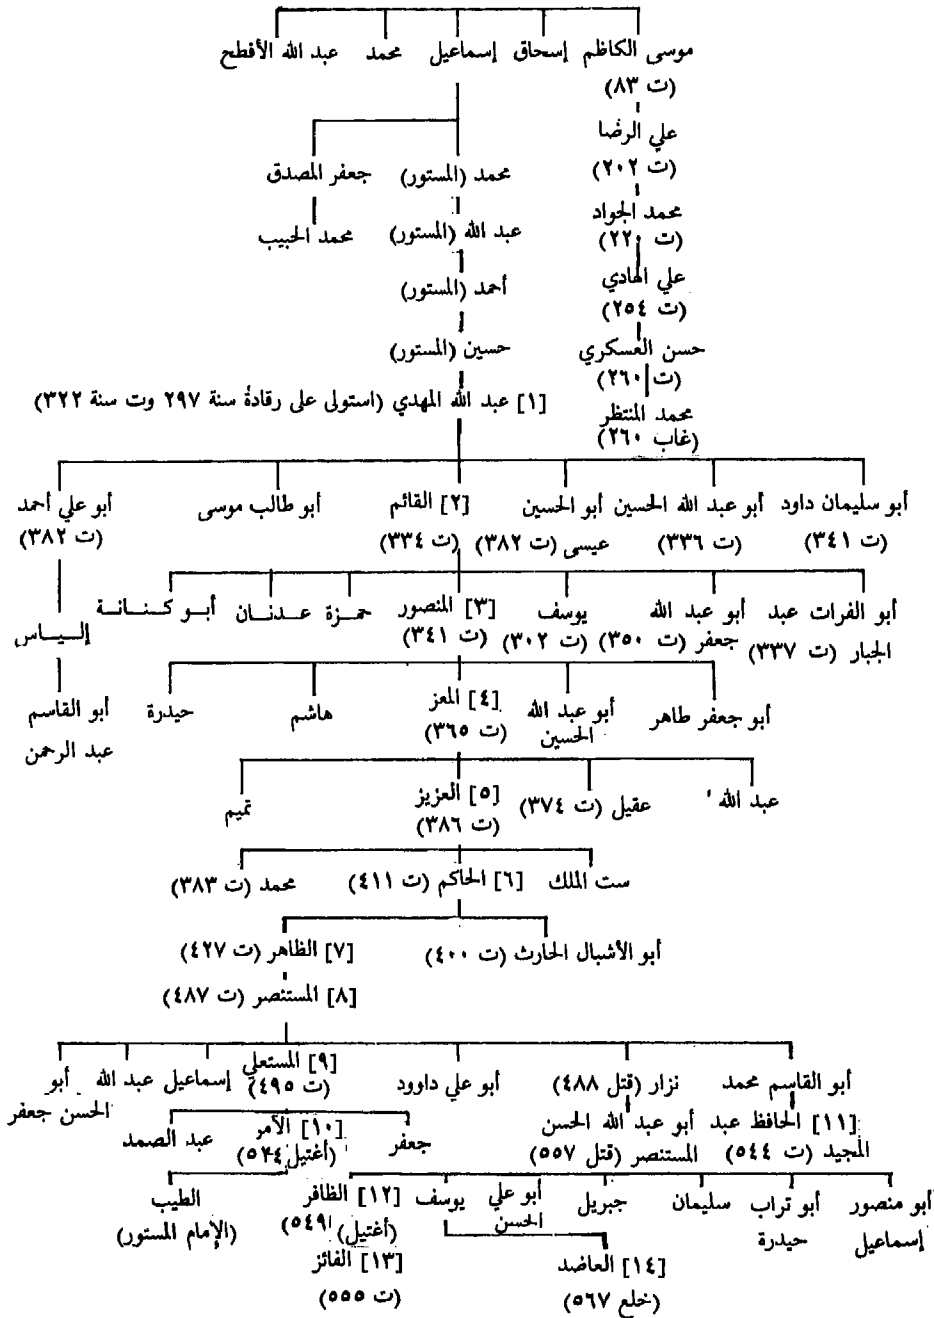 موسى الكاظم إسحاق إسماعيل محمد عبد الله الأفطح
(ت ٨٣)
علي الرضا
(ت ٢٠٢)
محمد (المستور) جعفر المصدق
محمد الجواد
(ت ٢٢٠)
عبد الله (المستور) محمد الحبيب
علي الهادي
(ت ٢٥٤)
أحمد (المستور)
حسن العسكري
(ت ٢٦٠)
حسين (المستور)
محمد المنتظر
(غاب ٢٦٠)
[١] عبد الله المهدي (استولى على رقادة سنة ٢٩٧ وت سنة ٣٢٢)
أبو سليمان داود أبو عبد الله الحسين أبو الحسين [٢] القائم أبو طالب موسى أبو علي أحمد
(ت ٣٤١) (ت ٣٣٦) عيسى (ت ٣٨٢) (ت ٣٣٤) (ت ٣٨٢)
أبو الفرات عبد أبو عبد الله يوسف [٣] المنصور حمزة عدنان أبو كنانة إلياس
الجبار (ت ٣٣٧) جعفر (ت ٣٥٠) (ت ٣٠٢) (ت ٣٤١)
أبو جعفر طاهر أبو عبد الله [٤] المعز هاشم حيدرة أبو القاسم
الحسين (ت ٣٦٥) عبد الرحمن
عبد الله عقيل (ت ٣٧٤) [٥] العزيز تميم
(ت ٣٨٦)
ست الملك [٦] الحاكم (ت ٤١١) محمد (ت ٣٨٣)
أبو الأشبال الحارث (ت ٤٠٠) [٧] الظاهر (ت ٤٢٧)
[٨] المستنصر (ت ٤٨٧)
أبو القاسم محمد نزار (قتل ٤٨٨) أبو علي داوود [٩] المستعلي إسماعيل عبد الله أبو
(ت ٤٩٥) الحسن جعفر
[١١] الحافظ عبد أبو عبد الله الحسن جعفر [١٠] الآمر عبد الصمد
المجيد (ت ٥٤٤) المستنصر (قتل ٥٥٧) (أغتيل ٥٢٤)
أبو منصور أبو تراب سليمان جبريل أبو علي يوسف [١٢] الظافر الطيب
إسماعيل حيدرة الحسن (أغتيل ٥٤٩) (الإمام المستور)
[١٤] العاضد [١٣] الفائز
(خلع ٥٦٧) (ت ٥٥٥)